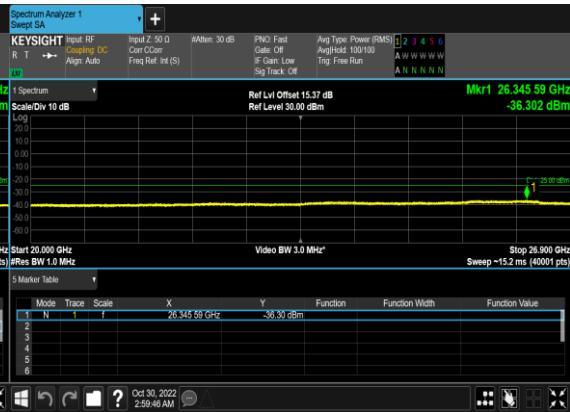 Spectrum Analyzer 1
Swept SA
KEYSIGHT
R T
Input: RF
Coupling: DC
Align: Auto
Input Z: 50 Ω
Corr CCorr
Freq Ref: Int (S)
#Atten: 30 dB
PNO: Fast
Gate: Off
IF Gain: Low
Sig Track: Off
Avg Type: Power (RMS)
Avg|Hold: 100/100
Trig: Free Run
1 2 3 4 5 6
A W W W W W
A N N N N N
1 Spectrum
Scale/Div 10 dB
Ref Lvl Offset 15.37 dB
Ref Level 30.00 dBm
Mkr1 26.345 59 GHz
-36.302 dBm
Log
20.0
10.0
0.00
-10.0
-20.0
-30.0
-40.0
-50.0
-60.0
-25.00 dBm
1
Start 20.000 GHz
#Res BW 1.0 MHz
Video BW 3.0 MHz*
Stop 26.900 GHz
Sweep ~15.2 ms (40001 pts)
5 Marker Table
Mode Trace Scale X Y Function Function Width Function Value
1 N 1 f 26.345 59 GHz -36.30 dBm
2
3
4
5
6
Oct 30, 2022
2:59:46 AM